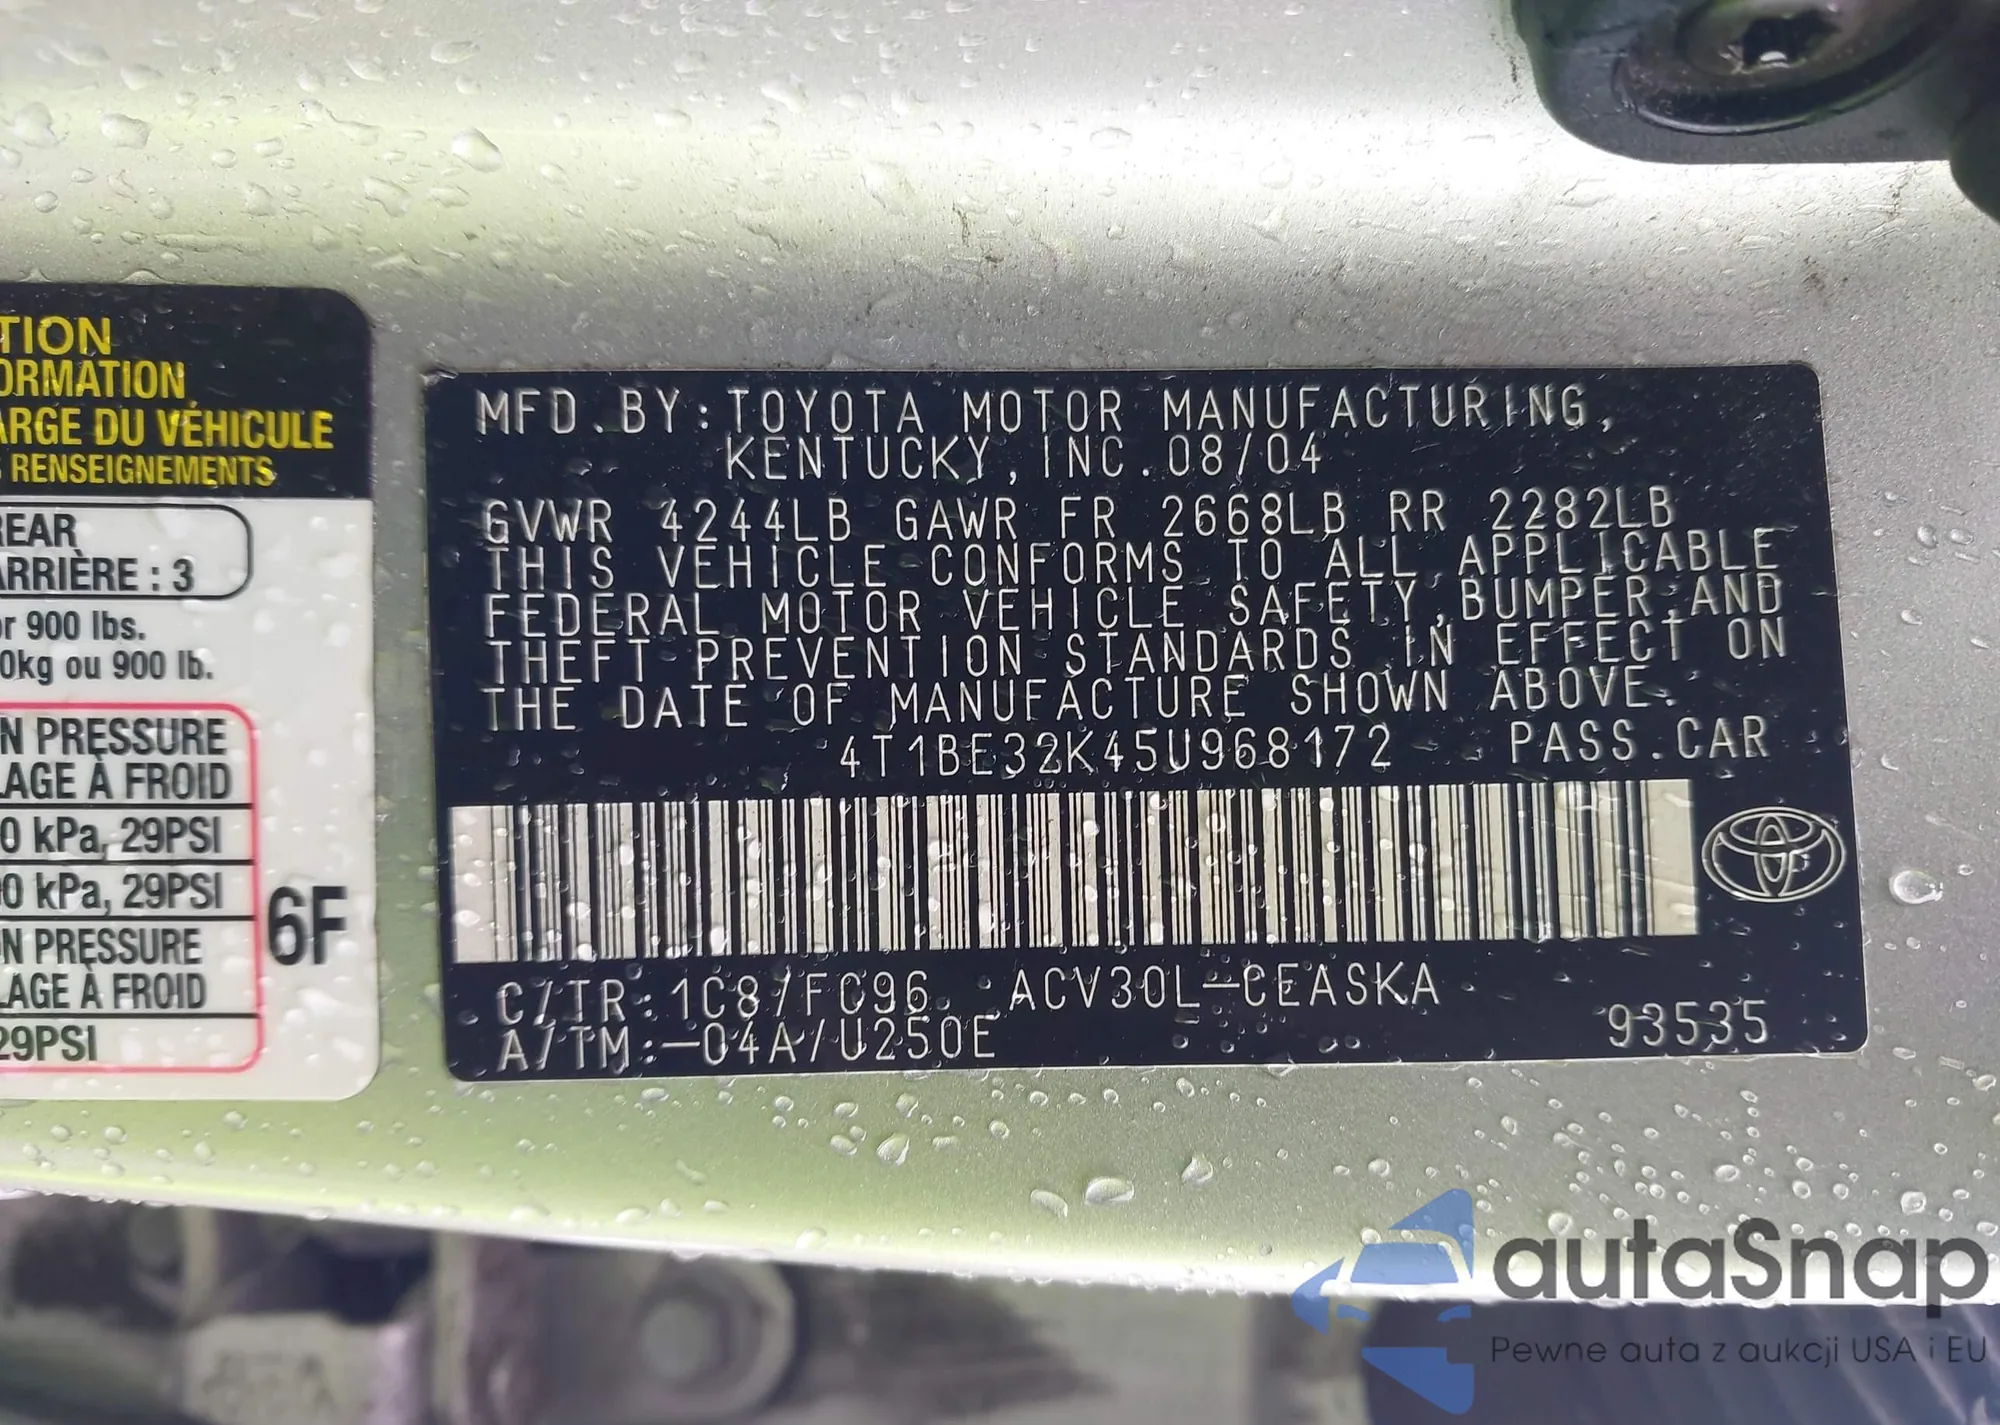 TION
ORMATION
ARGE DU VÉHICULE
RENSEIGNEMENTS
REAR
ARRIÈRE : 3
or 900 lbs.
0kg ou 900 lb.
N PRESSURE
LAGE À FROID
0 kPa, 29PSI
00 kPa, 29PSI
ON PRESSURE
LAGE À FROID
29PSI
6F
MFD.BY:TOYOTA MOTOR MANUFACTURING,
KENTUCKY,INC.08/04
GVWR 4244LB GAWR FR 2668LB RR 2282LB
THIS VEHICLE CONFORMS TO ALL APPLICABLE
FEDERAL MOTOR VEHICLE SAFETY,BUMPER,AND
THEFT PREVENTION STANDARDS IN EFFECT ON
THE DATE OF MANUFACTURE SHOWN ABOVE.
4T1BE32K45U968172 PASS.CAR
C/TR:1C8/FC96 ACV30L-CEASKA
A/TM:-04A/U250E 93535
autaSnap
Pewne auta z aukcji USA i EU